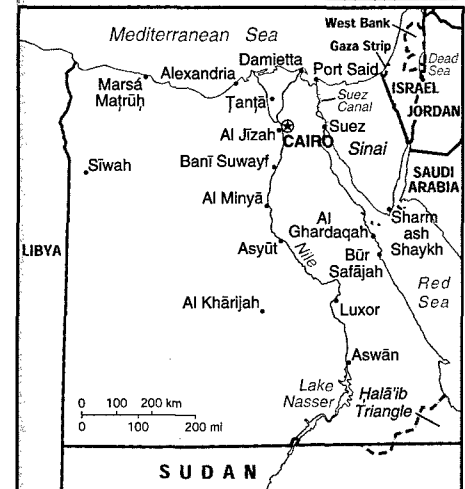 Mediterranean Sea
West Bank
Gaza Strip
Dead
Sea
Damietta
Alexandria
Port Said
Marsá
Maṭrūḥ
ISRAEL
Ṭanṭā
Suez
Canal
JORDAN
Al Jīzah
CAIRO
Suez
Sīwah
Banī Suwayf
Sinai
SAUDI
ARABIA
Al Minyā
Al
Ghardaqah
Sharm
ash
Shaykh
LIBYA
Asyūt
Nile
Būr
Safājah
Red
Sea
Al Khārijah
Luxor
Aswān
Lake
Nasser
Ḥalā'ib
Triangle
0 100 200 km
0 100 200 mi
SUDAN